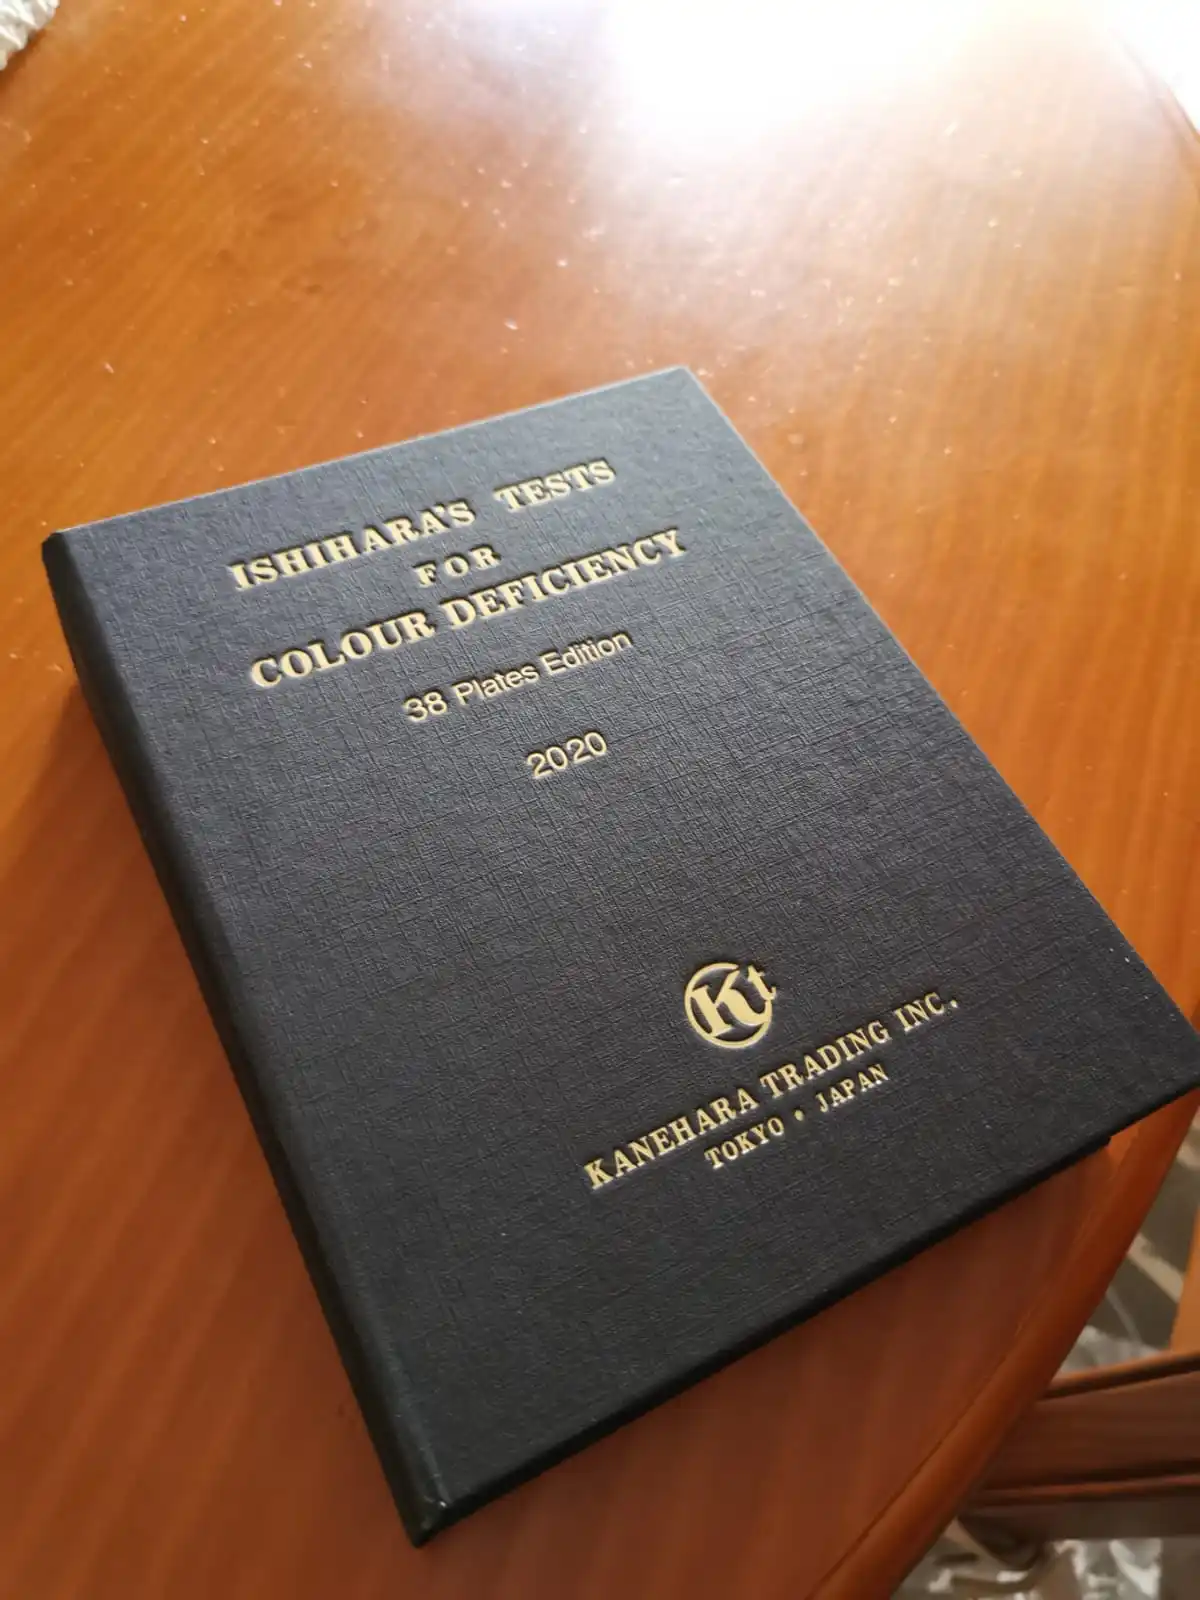 ISHIHARA'S TESTS
FOR
COLOUR DEFICIENCY
38 Plates Edition
2020
Kt
KANEHARA TRADING INC.
TOKYO • JAPAN